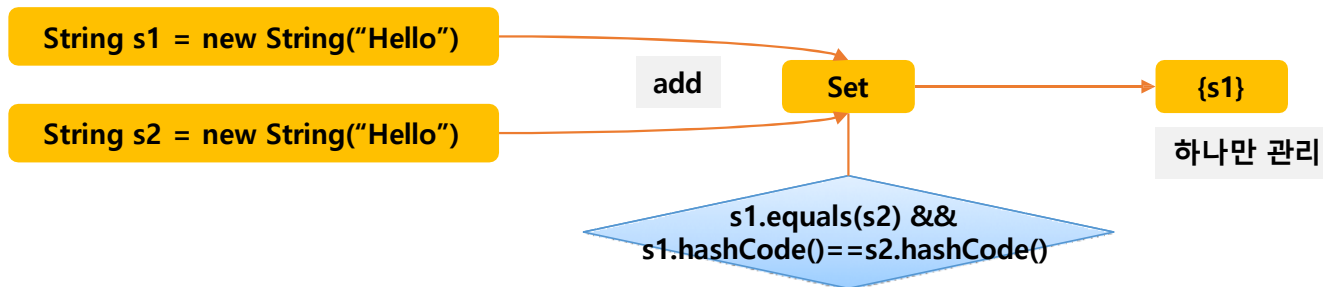 String s1 = new String(“Hello”)
add
Set
{s1}
String s2 = new String(“Hello”)
하나만 관리
s1.equals(s2) &&
s1.hashCode()==s2.hashCode()